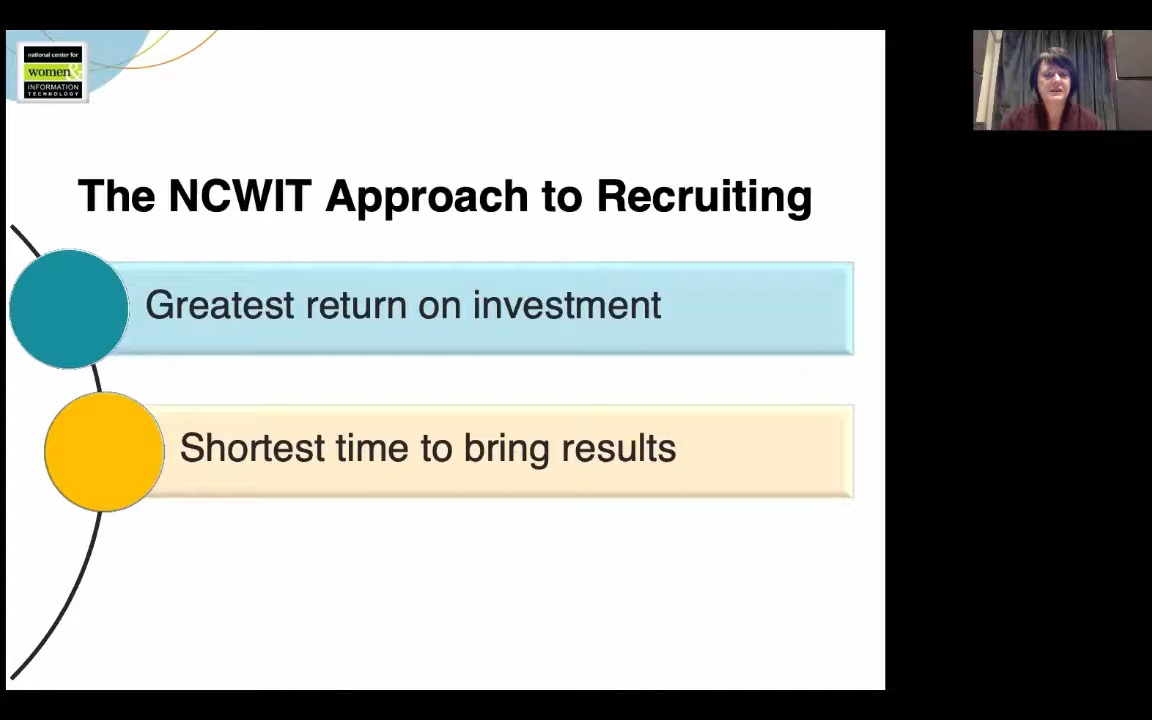 national center for
women&
INFORMATION
TECHNOLOGY
The NCWIT Approach to Recruiting
Greatest return on investment
Shortest time to bring results